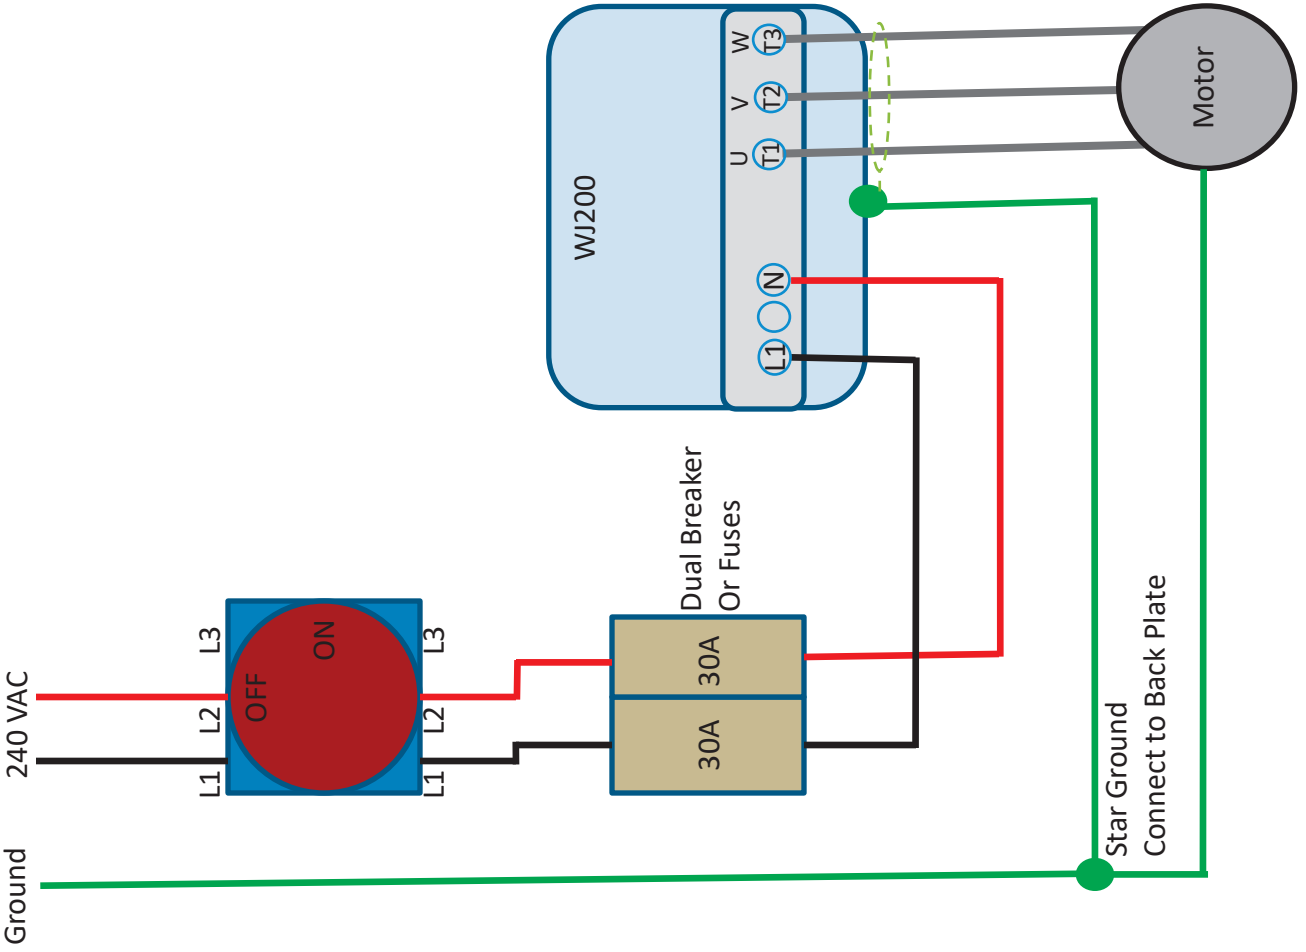 Ground
240 VAC
L1
L2
L3
OFF
ON
L1
L2
L3
30A
30A
Dual Breaker
Or Fuses
WJ200
L1
N
U
V
W
T1
T2
T3
Motor
Star Ground
Connect to Back Plate